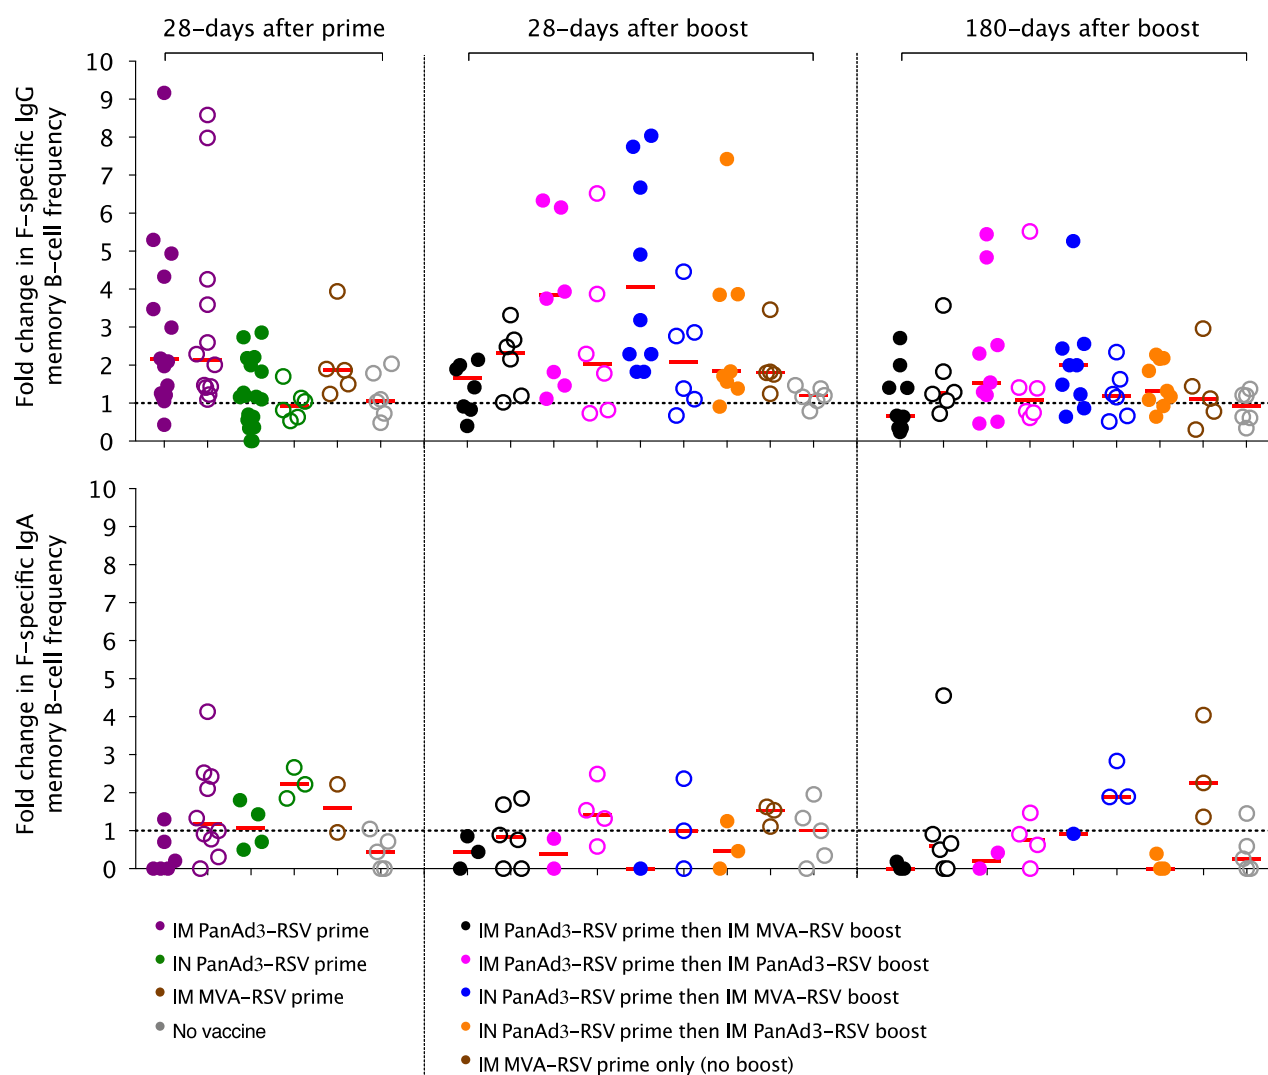 28-days after prime
28-days after boost
180-days after boost
Fold change in F-specific IgG
memory B-cell frequency
10
9
8
7
6
5
4
3
2
1
0
Fold change in F-specific IgA
memory B-cell frequency
10
9
8
7
6
5
4
3
2
1
0
IM PanAd3-RSV prime
IN PanAd3-RSV prime
IM MVA-RSV prime
No vaccine
IM PanAd3-RSV prime then IM MVA-RSV boost
IM PanAd3-RSV prime then IM PanAd3-RSV boost
IN PanAd3-RSV prime then IM MVA-RSV boost
IN PanAd3-RSV prime then IM PanAd3-RSV boost
IM MVA-RSV prime only (no boost)